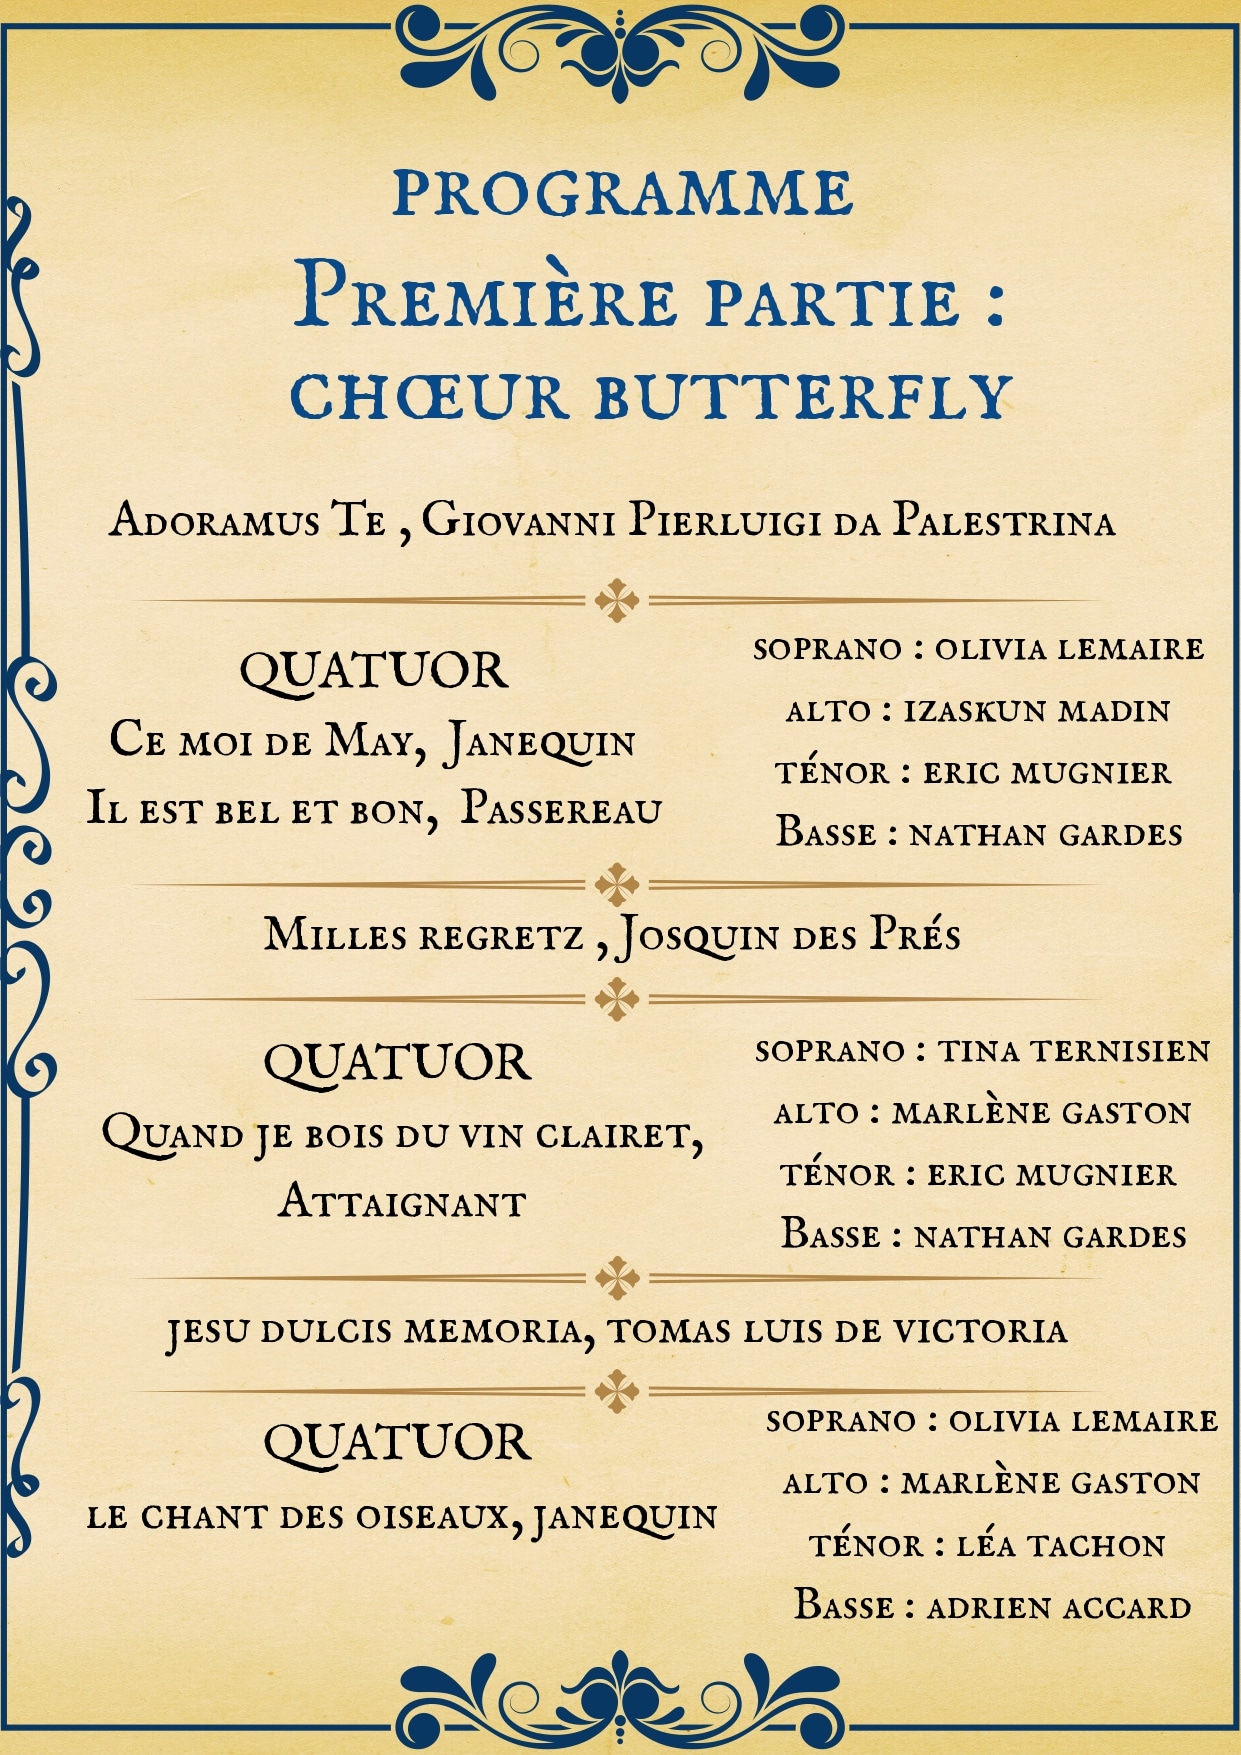 PROGRAMME
PREMIÈRE PARTIE :
CHŒUR BUTTERFLY
ADORAMUS TE , GIOVANNI PIERLUIGI DA PALESTRINA
QUATUOR
CE MOI DE MAY, JANEQUIN
IL EST BEL ET BON, PASSEREAU
SOPRANO : OLIVIA LEMAIRE
ALTO : IZASKUN MADIN
TÉNOR : ERIC MUGNIER
BASSE : NATHAN GARDES
MILLES REGRETZ , JOSQUIN DES PRÉS
QUATUOR
QUAND JE BOIS DU VIN CLAIRET,
ATTAIGNANT
SOPRANO : TINA TERNISIEN
ALTO : MARLÈNE GASTON
TÉNOR : ERIC MUGNIER
BASSE : NATHAN GARDES
JESU DULCIS MEMORIA, TOMAS LUIS DE VICTORIA
QUATUOR
LE CHANT DES OISEAUX, JANEQUIN
SOPRANO : OLIVIA LEMAIRE
ALTO : MARLÈNE GASTON
TÉNOR : LÉA TACHON
BASSE : ADRIEN ACCARD